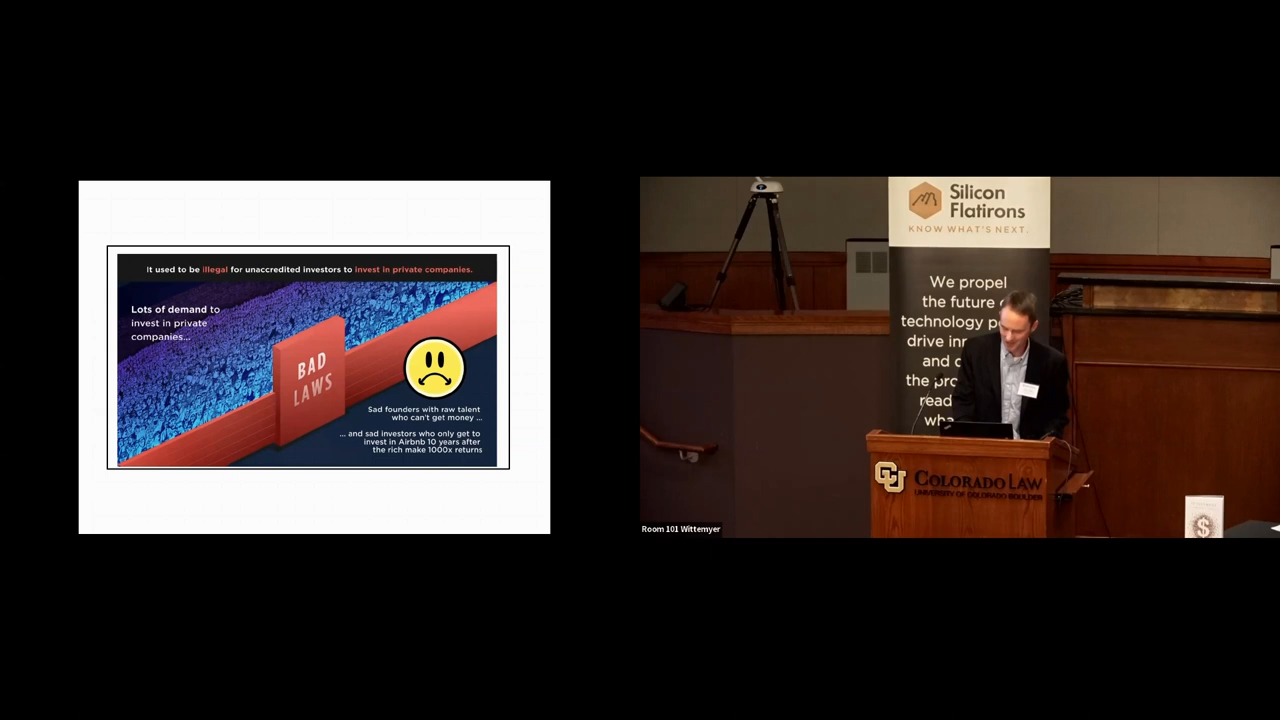 It used to be illegal for unaccredited investors to invest in private companies.
Lots of demand to
invest in private
companies...
BAD
LAWS
Sad founders with raw talent
who can't get money ...
... and sad investors who only get to
invest in Airbnb 10 years after
the rich make 1000x returns
Silicon
Flatirons
KNOW WHAT'S NEXT.
We propel
the future
technology
drive
and
the
read
CU
COLORADO LAW
UNIVERSITY OF COLORADO BOULDER
$
Room 101 Wittemyer